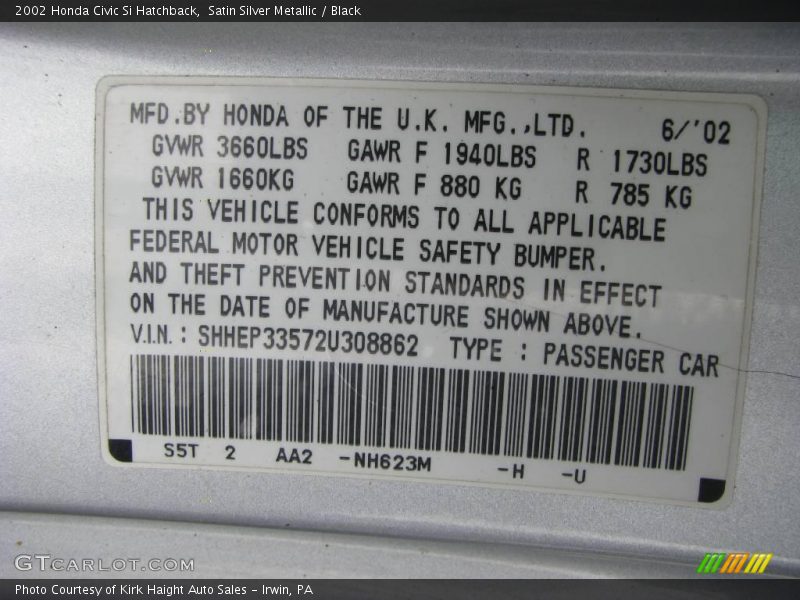 2002 Honda Civic Si Hatchback,  Satin Silver Metallic / Black
MFD.BY HONDA OF THE U.K. MFG.,LTD. 6/'02
GVWR 3660LBS GAWR F 1940LBS R 1730LBS
GVWR 1660KG GAWR F 880 KG R 785 KG
THIS VEHICLE CONFORMS TO ALL APPLICABLE
FEDERAL MOTOR VEHICLE SAFETY BUMPER.
AND THEFT PREVENTION STANDARDS IN EFFECT
ON THE DATE OF MANUFACTURE SHOWN ABOVE.
V.I.N.: SHHEP33572U308862 TYPE : PASSENGER CAR
S5T 2 AA2 -NH623M -H -U
GTCARLOT.COM
Photo Courtesy of Kirk Haight Auto Sales - Irwin, PA